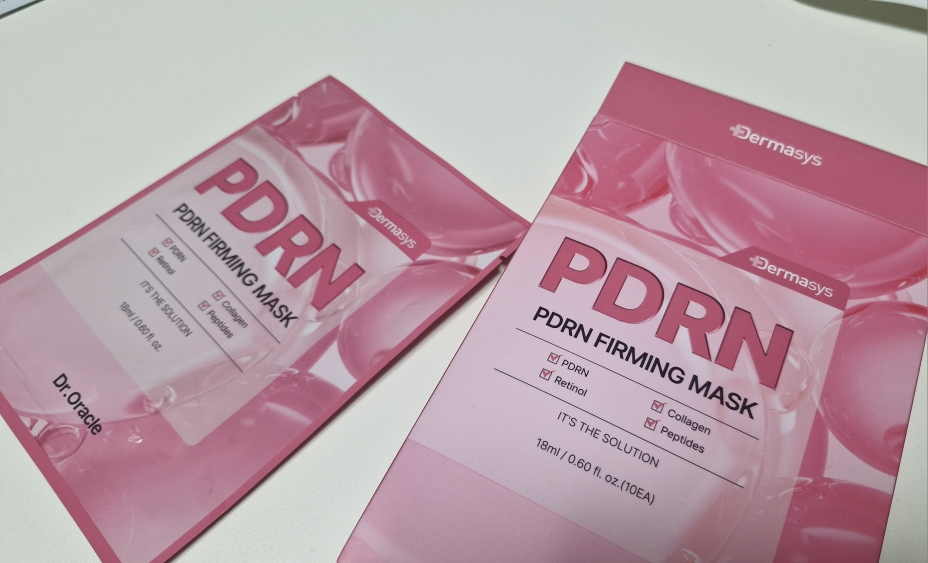 Dermasys
PDRN
PDRN FIRMING MASK
PDRN
Retinol
Collagen
Peptides
IT'S THE SOLUTION
18ml / 0.60 fl. oz.
Dr.Oracle
Dermasys
Dermasys
PDRN
PDRN FIRMING MASK
PDRN
Retinol
Collagen
Peptides
IT'S THE SOLUTION
18ml / 0.60 fl. oz.(10EA)